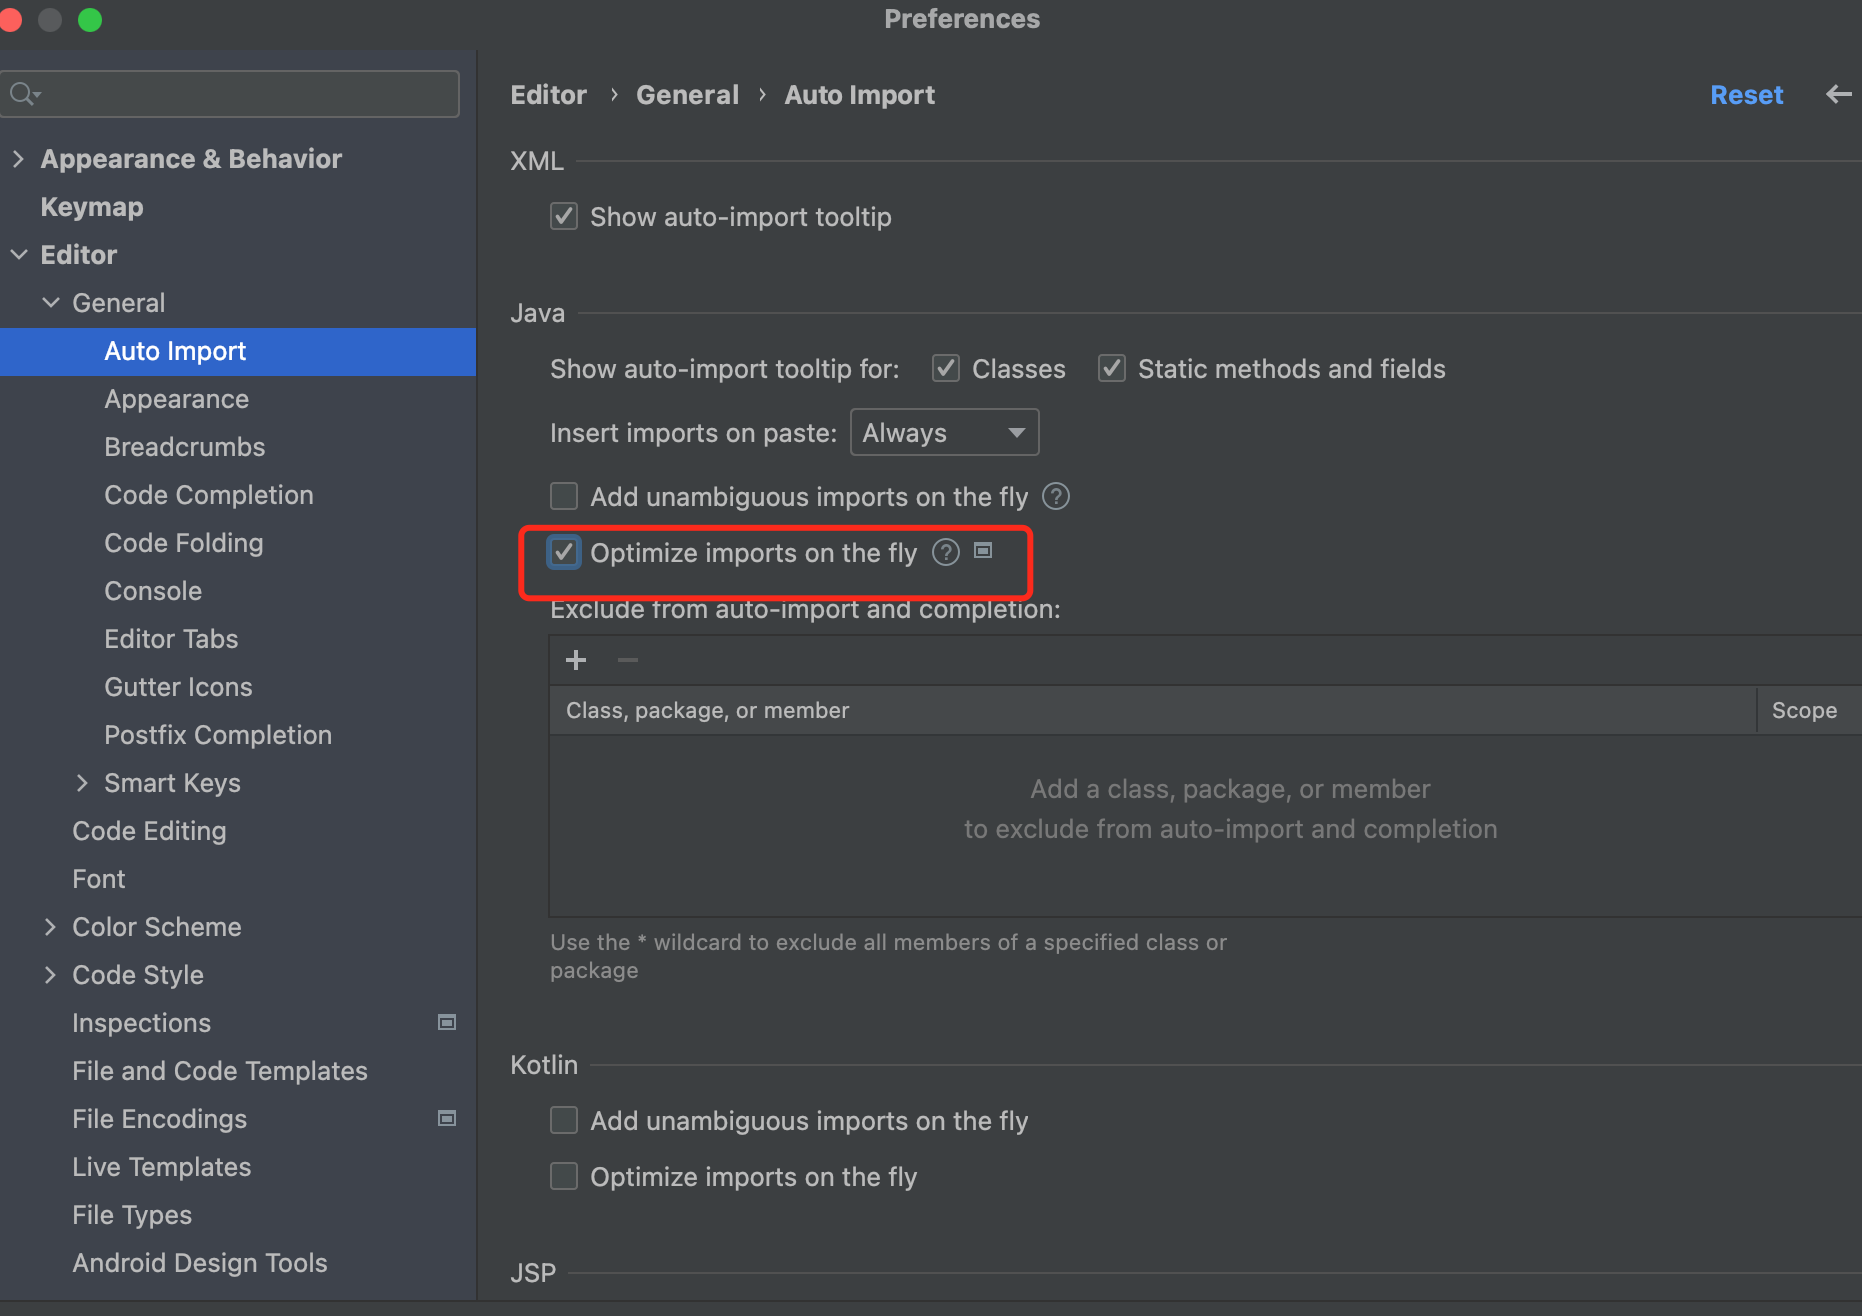 Preferences
Appearance & Behavior
Keymap
Editor
General
Auto Import
Appearance
Breadcrumbs
Code Completion
Code Folding
Console
Editor Tabs
Gutter Icons
Postfix Completion
Smart Keys
Code Editing
Font
Color Scheme
Code Style
Inspections
File and Code Templates
File Encodings
Live Templates
File Types
Android Design Tools
Editor › General › Auto Import
Reset
XML
Show auto-import tooltip
Java
Show auto-import tooltip for: Classes Static methods and fields
Insert imports on paste: Always
Add unambiguous imports on the fly ?
Optimize imports on the fly ?
Exclude from auto-import and completion:
Class, package, or member Scope
Add a class, package, or member
to exclude from auto-import and completion
Use the * wildcard to exclude all members of a specified class or
package
Kotlin
Add unambiguous imports on the fly
Optimize imports on the fly
JSP